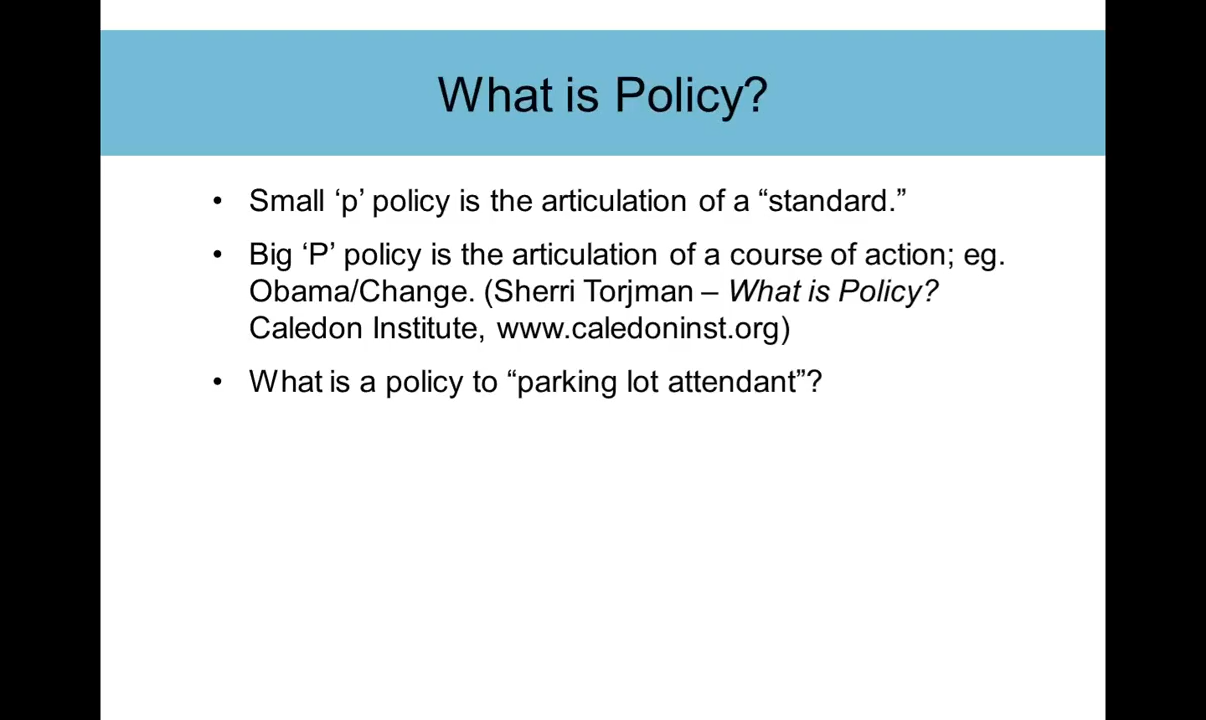 What is Policy?
• Small ‘p’ policy is the articulation of a “standard.”
• Big ‘P’ policy is the articulation of a course of action; eg.
Obama/Change. (Sherri Torjman – What is Policy?
Caledon Institute, www.caledoninst.org)
• What is a policy to “parking lot attendant”?